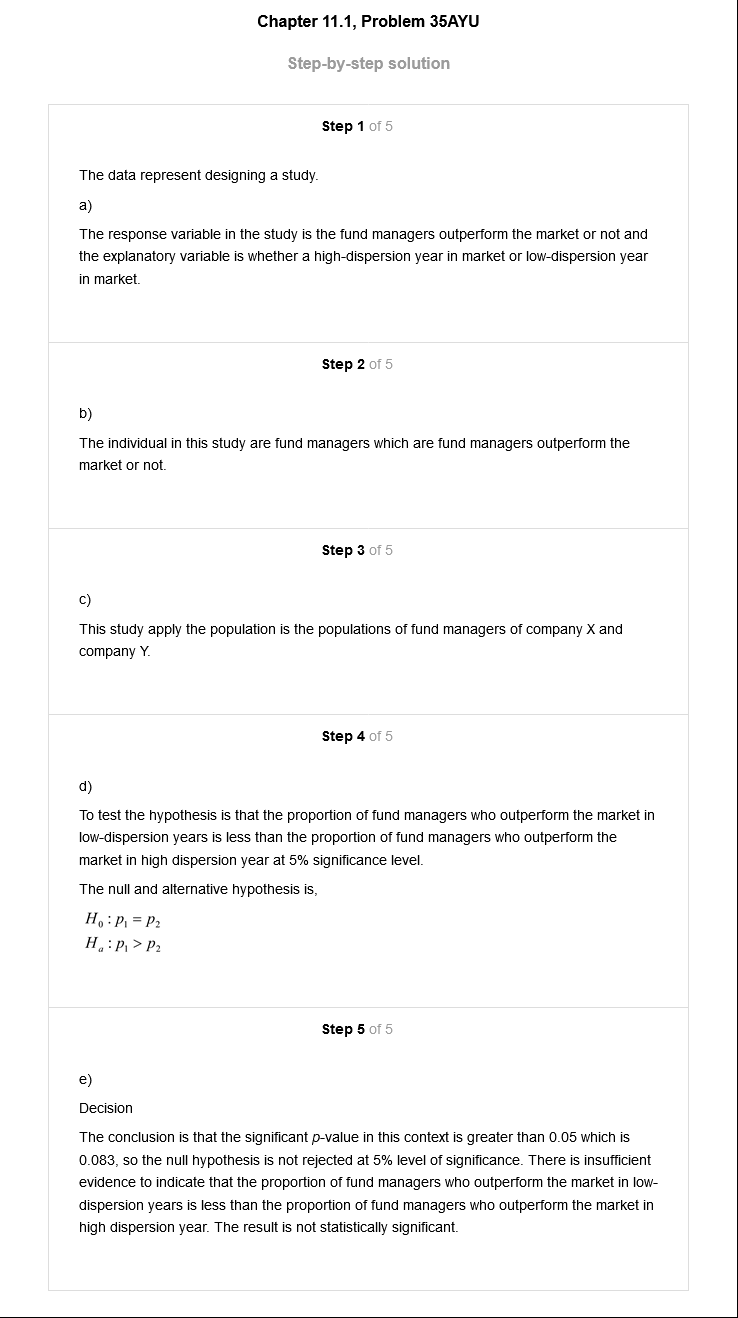 Chapter 11.1, Problem 35AYU
Step-by-step solution
Step 1 of 5
The data represent designing a study.
a)
The response variable in the study is the fund managers outperform the market or not and
the explanatory variable is whether a high-dispersion year in market or low-dispersion year
in market.
Step 2 of 5
b)
The individual in this study are fund managers which are fund managers outperform the
market or not.
Step 3 of 5
c)
This study apply the population is the populations of fund managers of company X and
company Y.
Step 4 of 5
d)
To test the hypothesis is that the proportion of fund managers who outperform the market in
low-dispersion years is less than the proportion of fund managers who outperform the
market in high dispersion year at 5% significance level.
The null and alternative hypothesis is,
H₀ : p₁ = p₂
Hₐ : p₁ > p₂
Step 5 of 5
e)
Decision
The conclusion is that the significant p-value in this context is greater than 0.05 which is
0.083, so the null hypothesis is not rejected at 5% level of significance. There is insufficient
evidence to indicate that the proportion of fund managers who outperform the market in low-
dispersion years is less than the proportion of fund managers who outperform the market in
high dispersion year. The result is not statistically significant.